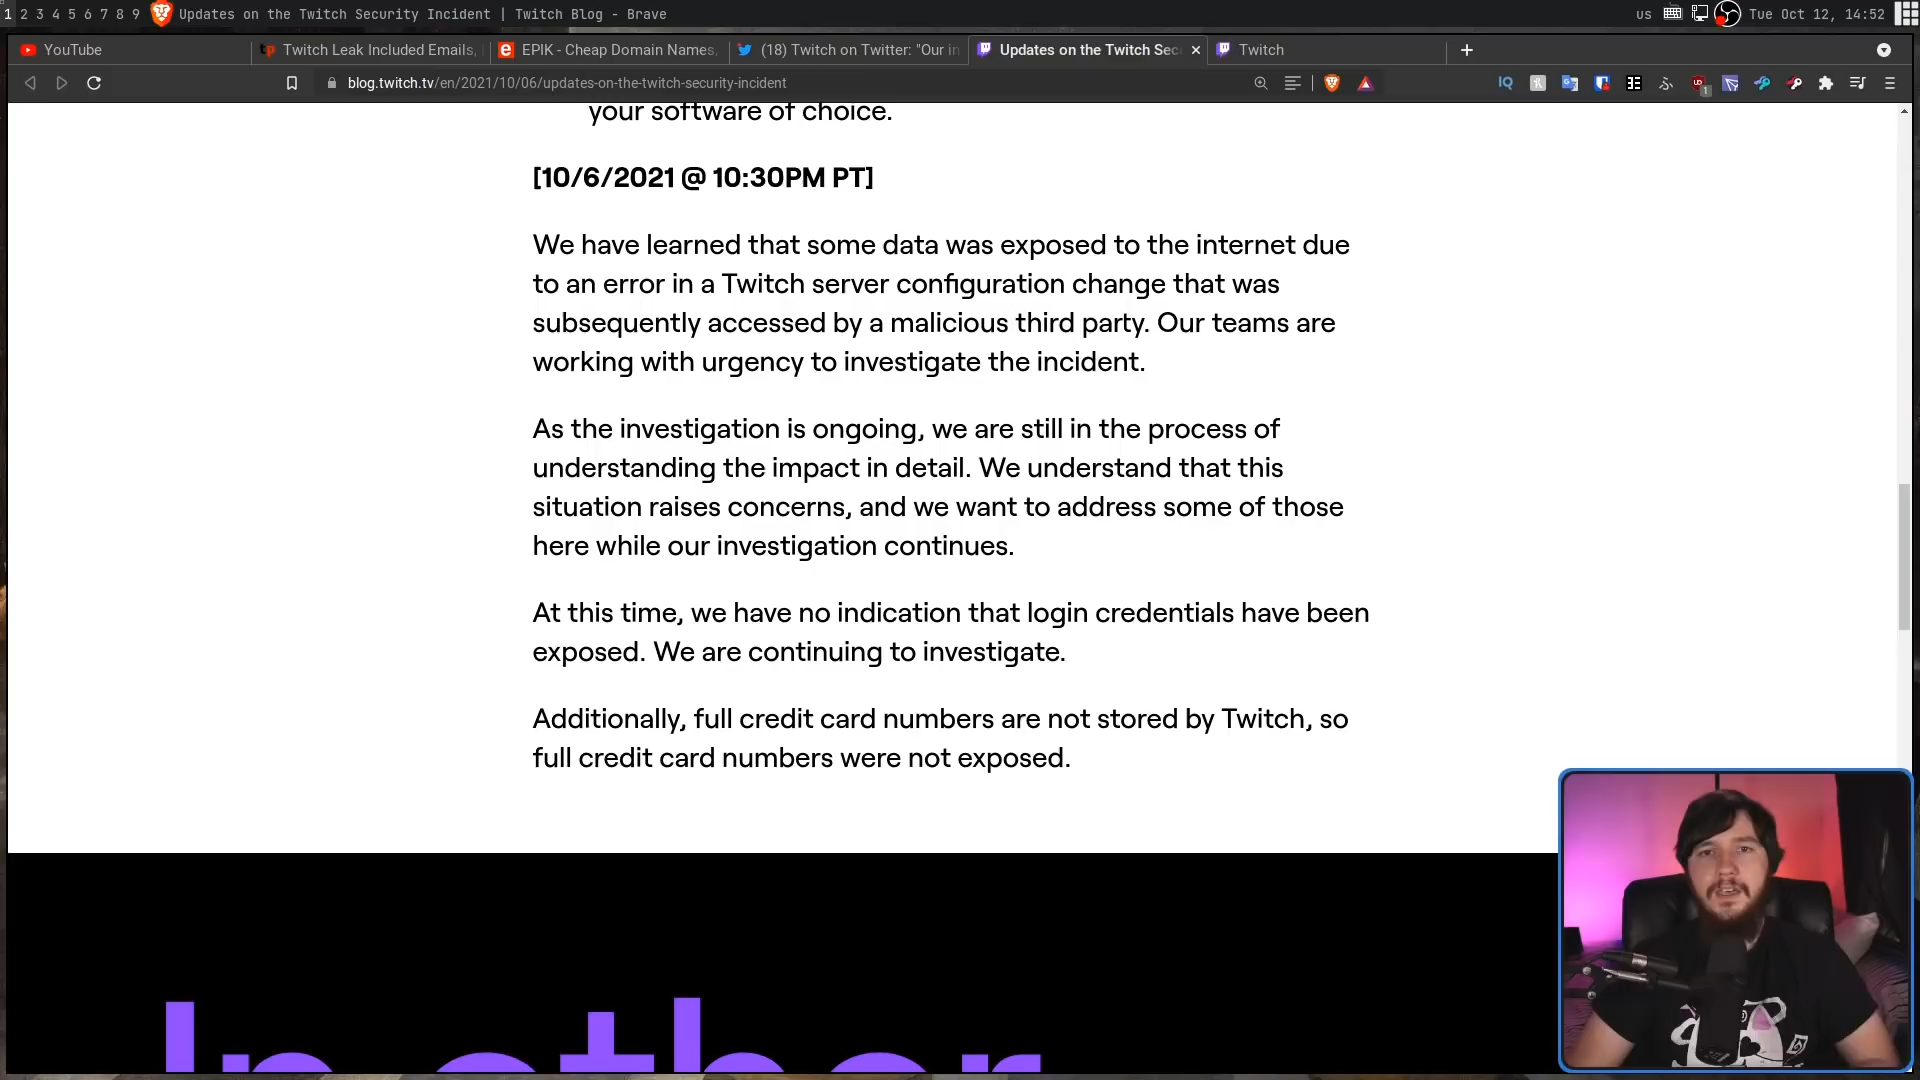 1 2 3 4 5 6 7 8 9 Updates on the Twitch Security Incident | Twitch Blog - Brave
us Tue Oct 12, 14:52
YouTube
Twitch Leak Included Emails,
EPIK - Cheap Domain Names,
(18) Twitch on Twitter: "Our in
Updates on the Twitch Sec
Twitch
blog.twitch.tv/en/2021/10/06/updates-on-the-twitch-security-incident
your software of choice.
[10/6/2021 @ 10:30PM PT]
We have learned that some data was exposed to the internet due
to an error in a Twitch server configuration change that was
subsequently accessed by a malicious third party. Our teams are
working with urgency to investigate the incident.
As the investigation is ongoing, we are still in the process of
understanding the impact in detail. We understand that this
situation raises concerns, and we want to address some of those
here while our investigation continues.
At this time, we have no indication that login credentials have been
exposed. We are continuing to investigate.
Additionally, full credit card numbers are not stored by Twitch, so
full credit card numbers were not exposed.
In other